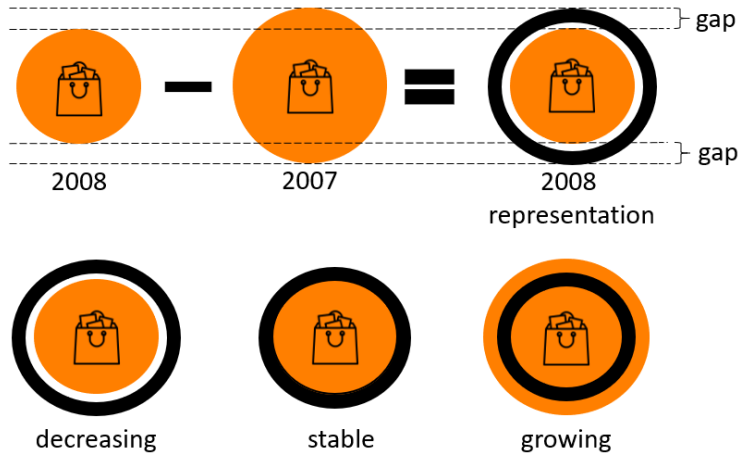 gap
gap
2008
2007
2008
representation
decreasing
stable
growing